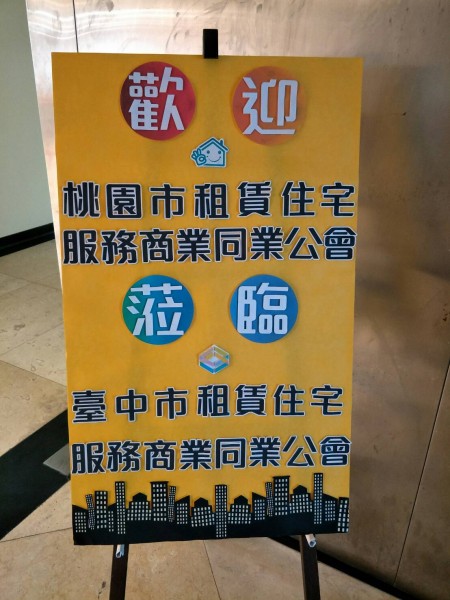 歡迎
桃園市租賃住宅
服務商業同業公會
蒞臨
臺中市租賃住宅
服務商業同業公會